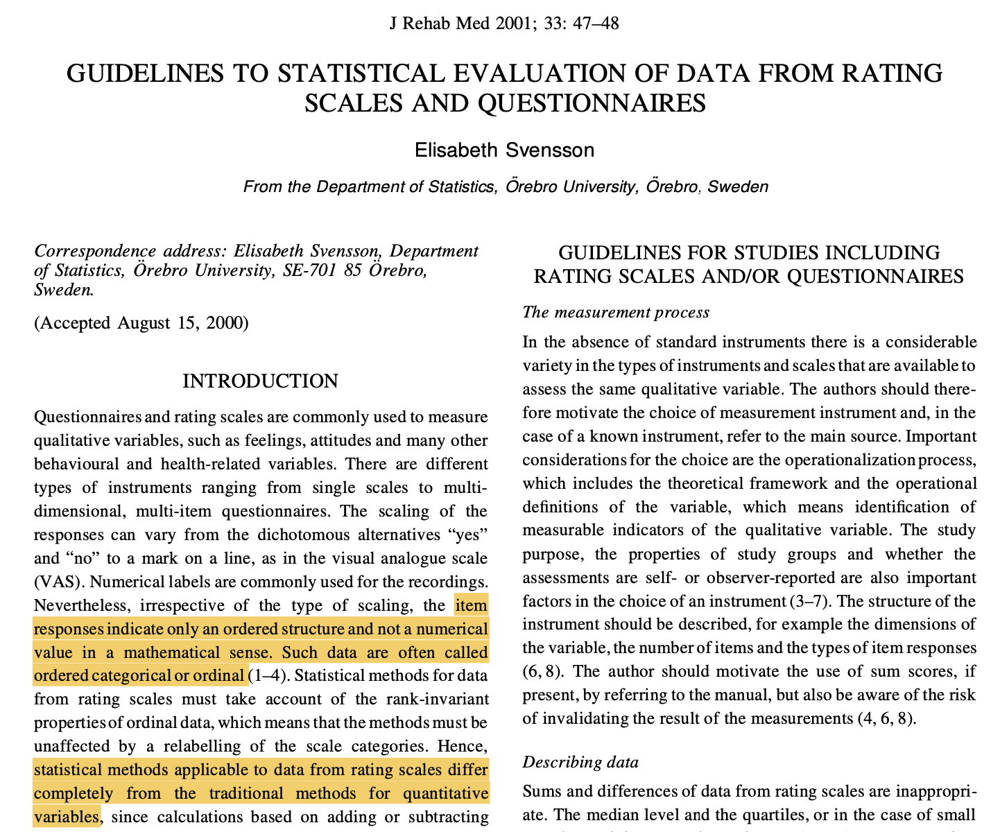 J Rehab Med 2001; 33: 47–48
GUIDELINES TO STATISTICAL EVALUATION OF DATA FROM RATING
SCALES AND QUESTIONNAIRES
Elisabeth Svensson
From the Department of Statistics, Örebro University, Örebro, Sweden
Correspondence address: Elisabeth Svensson, Department
of Statistics, Örebro University, SE-701 85 Örebro,
Sweden.
(Accepted August 15, 2000)
INTRODUCTION
Questionnaires and rating scales are commonly used to measure
qualitative variables, such as feelings, attitudes and many other
behavioural and health-related variables. There are different
types of instruments ranging from single scales to multi-
dimensional, multi-item questionnaires. The scaling of the
responses can vary from the dichotomous alternatives “yes”
and “no” to a mark on a line, as in the visual analogue scale
(VAS). Numerical labels are commonly used for the recordings.
Nevertheless, irrespective of the type of scaling, the item
responses indicate only an ordered structure and not a numerical
value in a mathematical sense. Such data are often called
ordered categorical or ordinal (1–4). Statistical methods for data
from rating scales must take account of the rank-invariant
properties of ordinal data, which means that the methods must be
unaffected by a relabelling of the scale categories. Hence,
statistical methods applicable to data from rating scales differ
completely from the traditional methods for quantitative
variables, since calculations based on adding or subtracting
GUIDELINES FOR STUDIES INCLUDING
RATING SCALES AND/OR QUESTIONNAIRES
The measurement process
In the absence of standard instruments there is a considerable
variety in the types of instruments and scales that are available to
assess the same qualitative variable. The authors should there-
fore motivate the choice of measurement instrument and, in the
case of a known instrument, refer to the main source. Important
considerations for the choice are the operationalization process,
which includes the theoretical framework and the operational
definitions of the variable, which means identification of
measurable indicators of the qualitative variable. The study
purpose, the properties of study groups and whether the
assessments are self- or observer-reported are also important
factors in the choice of an instrument (3–7). The structure of the
instrument should be described, for example the dimensions of
the variable, the number of items and the types of item responses
(6, 8). The author should motivate the use of sum scores, if
present, by referring to the manual, but also be aware of the risk
of invalidating the result of the measurements (4, 6, 8).
Describing data
Sums and differences of data from rating scales are inappropri-
ate. The median level and the quartiles, or in the case of small